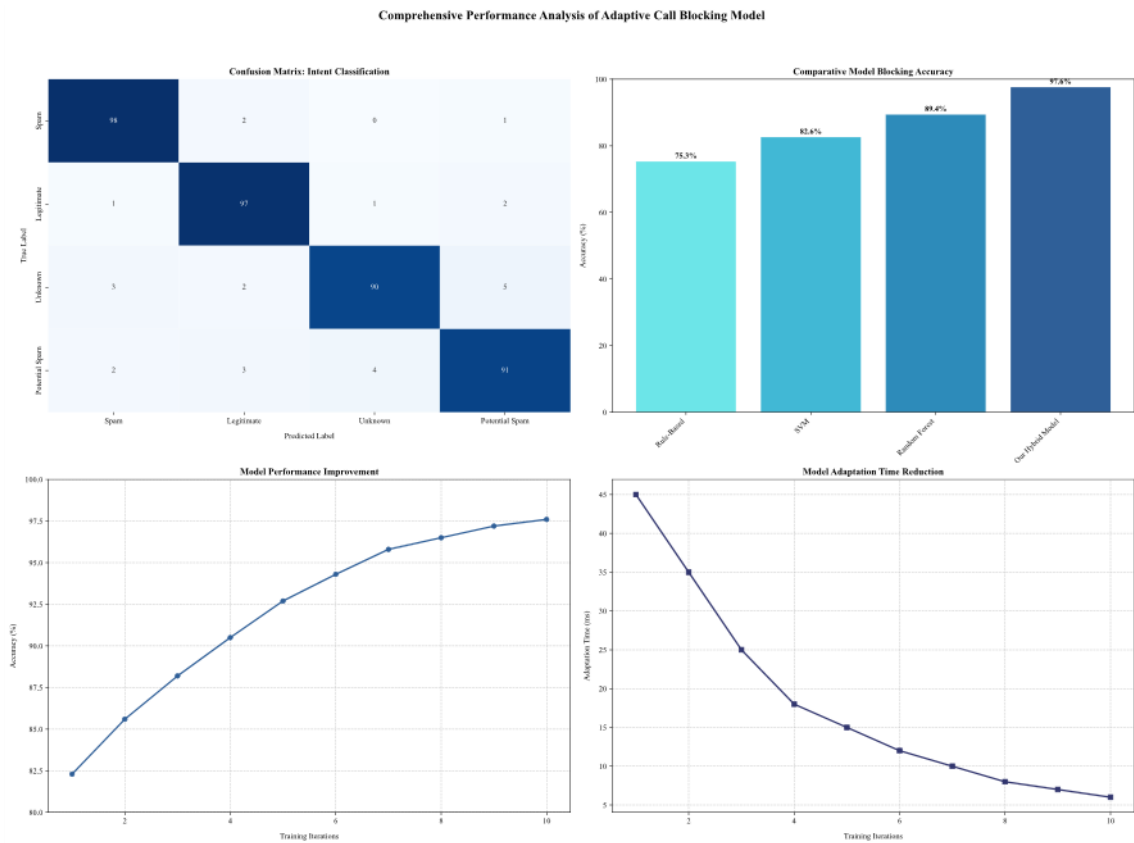 Comprehensive Performance Analysis of Adaptive Call Blocking Model
Confusion Matrix: Intent Classification
True Label
Spam
98 2 0 1
Legitimate
1 97 1 2
Unknown
3 2 90 5
Potential Spam
2 3 4 91
Spam Legitimate Unknown Potential Spam
Predicted Label
Comparative Model Blocking Accuracy
Accuracy (%)
100
80
60
40
20
0
75.3%
82.6%
89.4%
97.6%
Rule-Based
SVM
Random Forest
Our Hybrid Model
Model Performance Improvement
Accuracy (%)
100.0
97.5
95.0
92.5
90.0
87.5
85.0
82.5
80.0
2 4 6 8 10
Training Iterations
Model Adaptation Time Reduction
Adaptation Time (ms)
45
40
35
30
25
20
15
10
5
2 4 6 8 10
Training Iterations